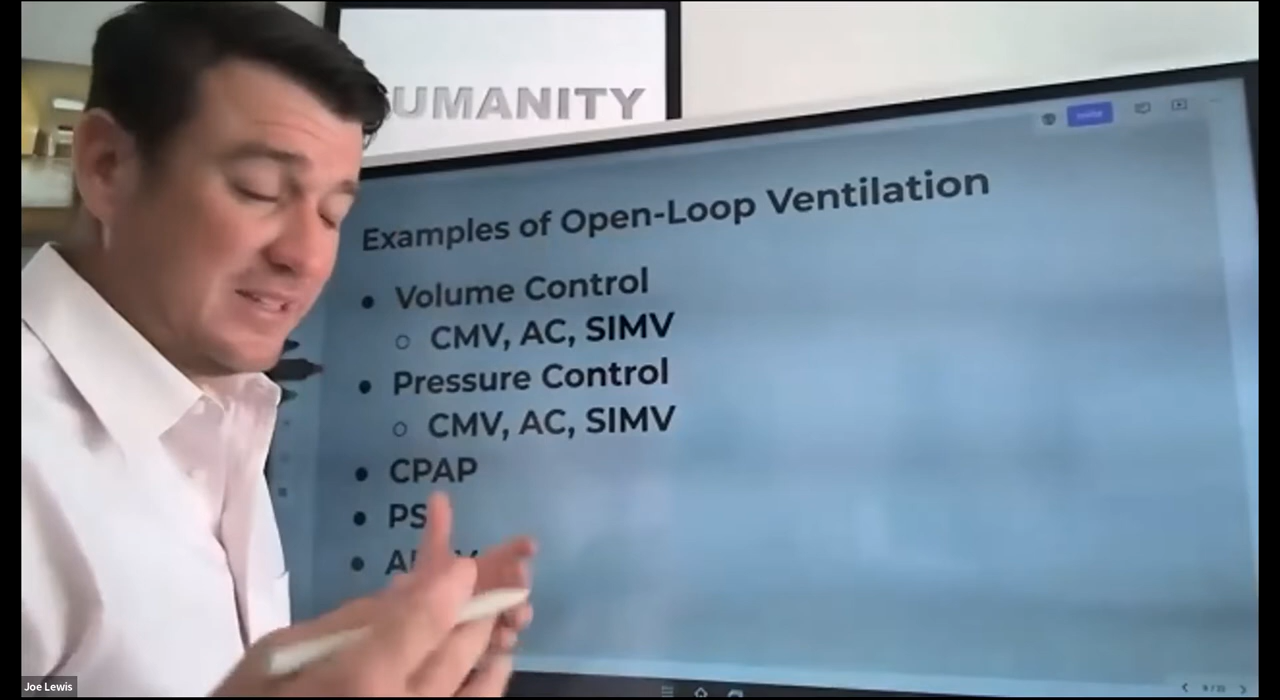 UMANITY
Examples of Open-Loop Ventilation
Volume Control
CMV, AC, SIMV
Pressure Control
CMV, AC, SIMV
CPAP
PS
Joe Lewis